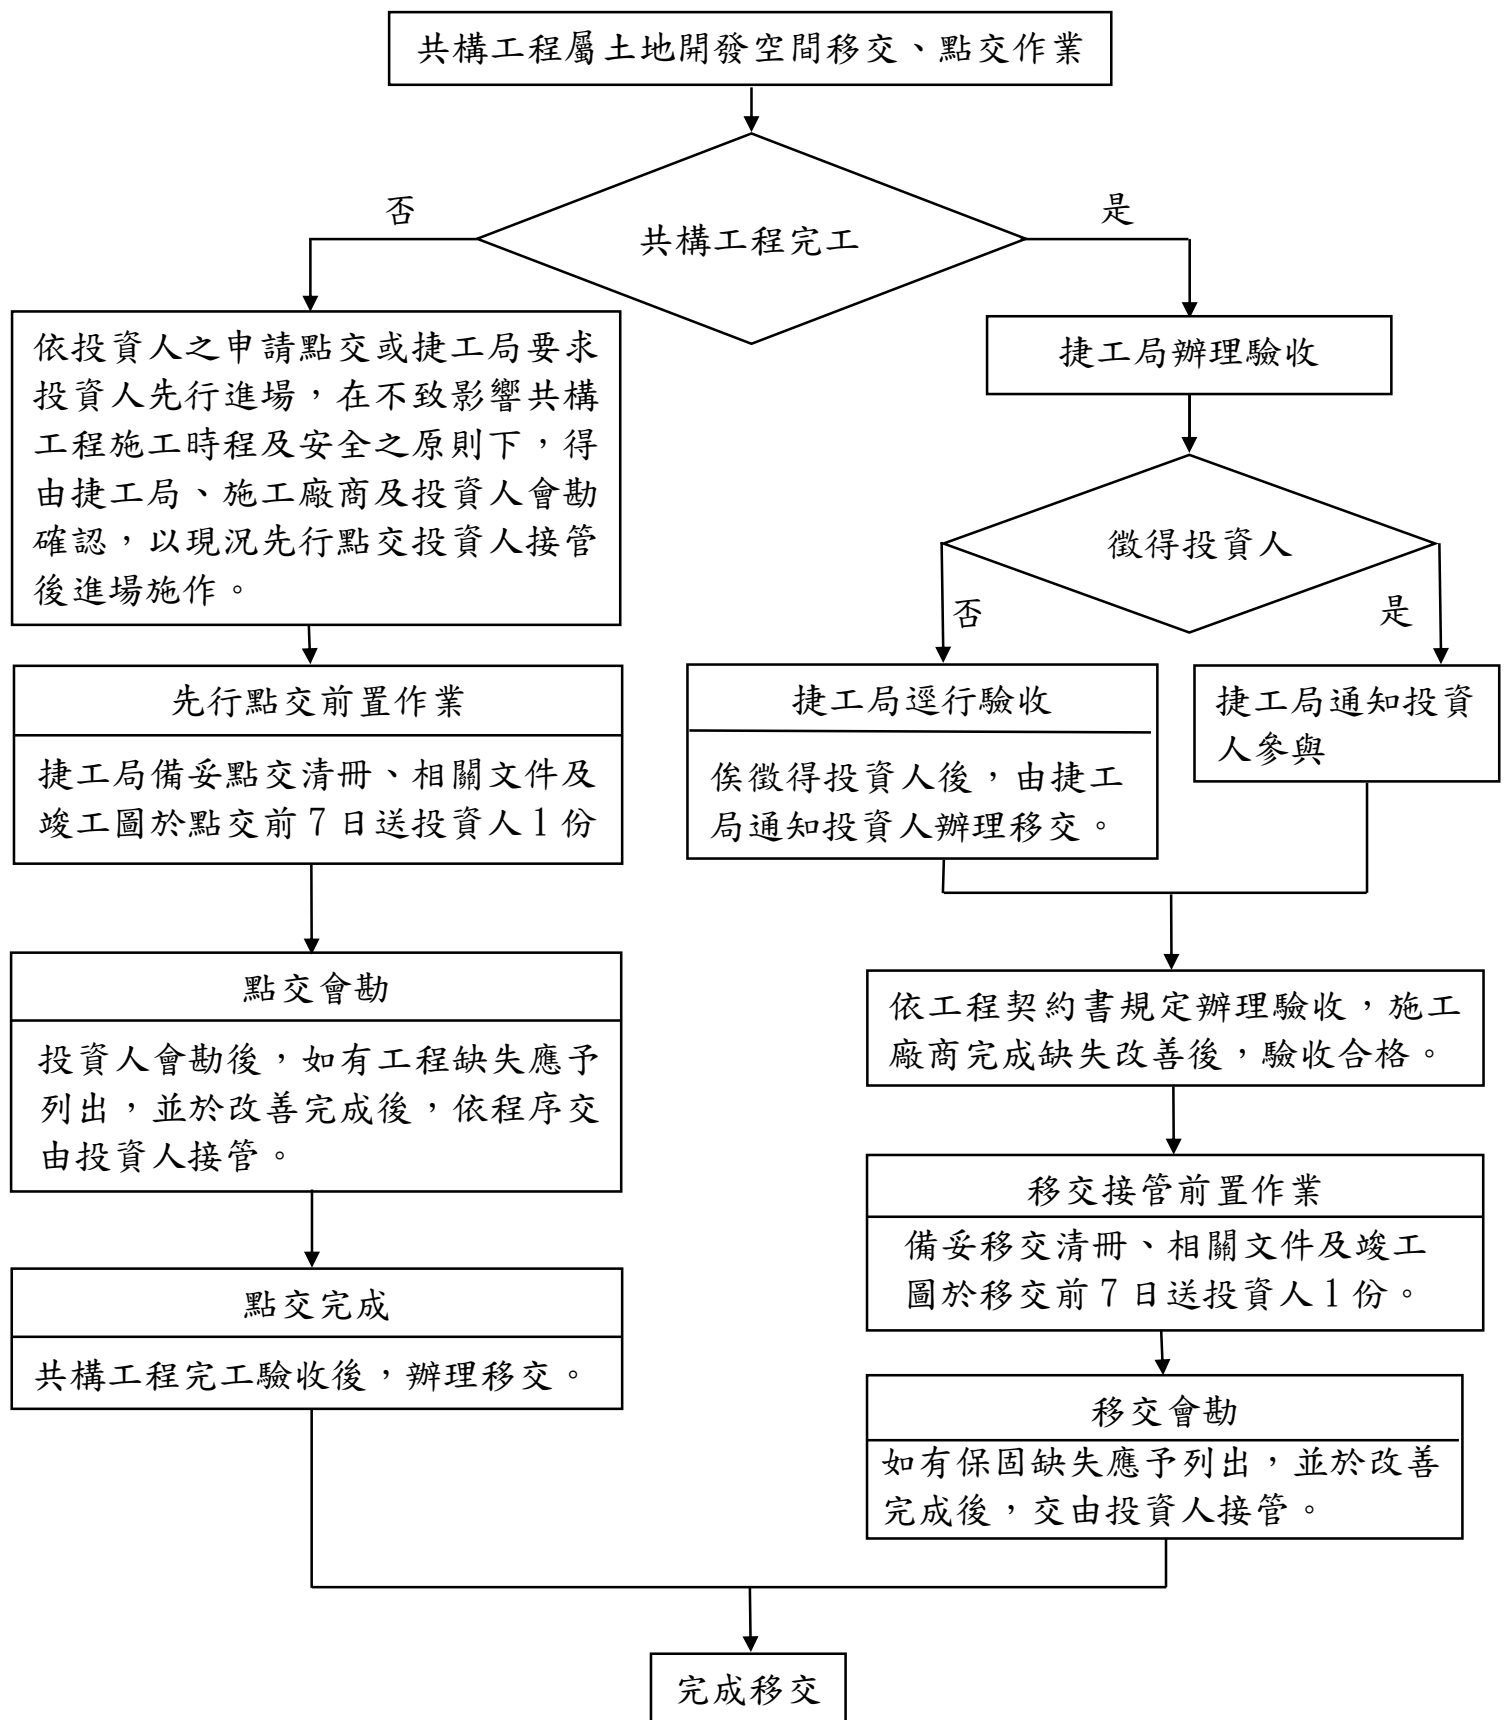 共構工程屬土地開發空間移交、點交作業
共構工程完工
否
是
依投資人之申請點交或捷工局要求
投資人先行進場，在不致影響共構
工程施工時程及安全之原則下，得
由捷工局、施工廠商及投資人會勘
確認，以現況先行點交投資人接管
後進場施作。
先行點交前置作業
捷工局備妥點交清冊、相關文件及
竣工圖於點交前7日送投資人1份
點交會勘
投資人會勘後，如有工程缺失應予
列出，並於改善完成後，依程序交
由投資人接管。
點交完成
共構工程完工驗收後，辦理移交。
捷工局辦理驗收
徵得投資人
否
是
捷工局逕行驗收
俟徵得投資人後，由捷工
局通知投資人辦理移交。
捷工局通知投資
人參與
依工程契約書規定辦理驗收，施工
廠商完成缺失改善後，驗收合格。
移交接管前置作業
備妥移交清冊、相關文件及竣工
圖於移交前7日送投資人1份。
移交會勘
如有保固缺失應予列出，並於改善
完成後，交由投資人接管。
完成移交